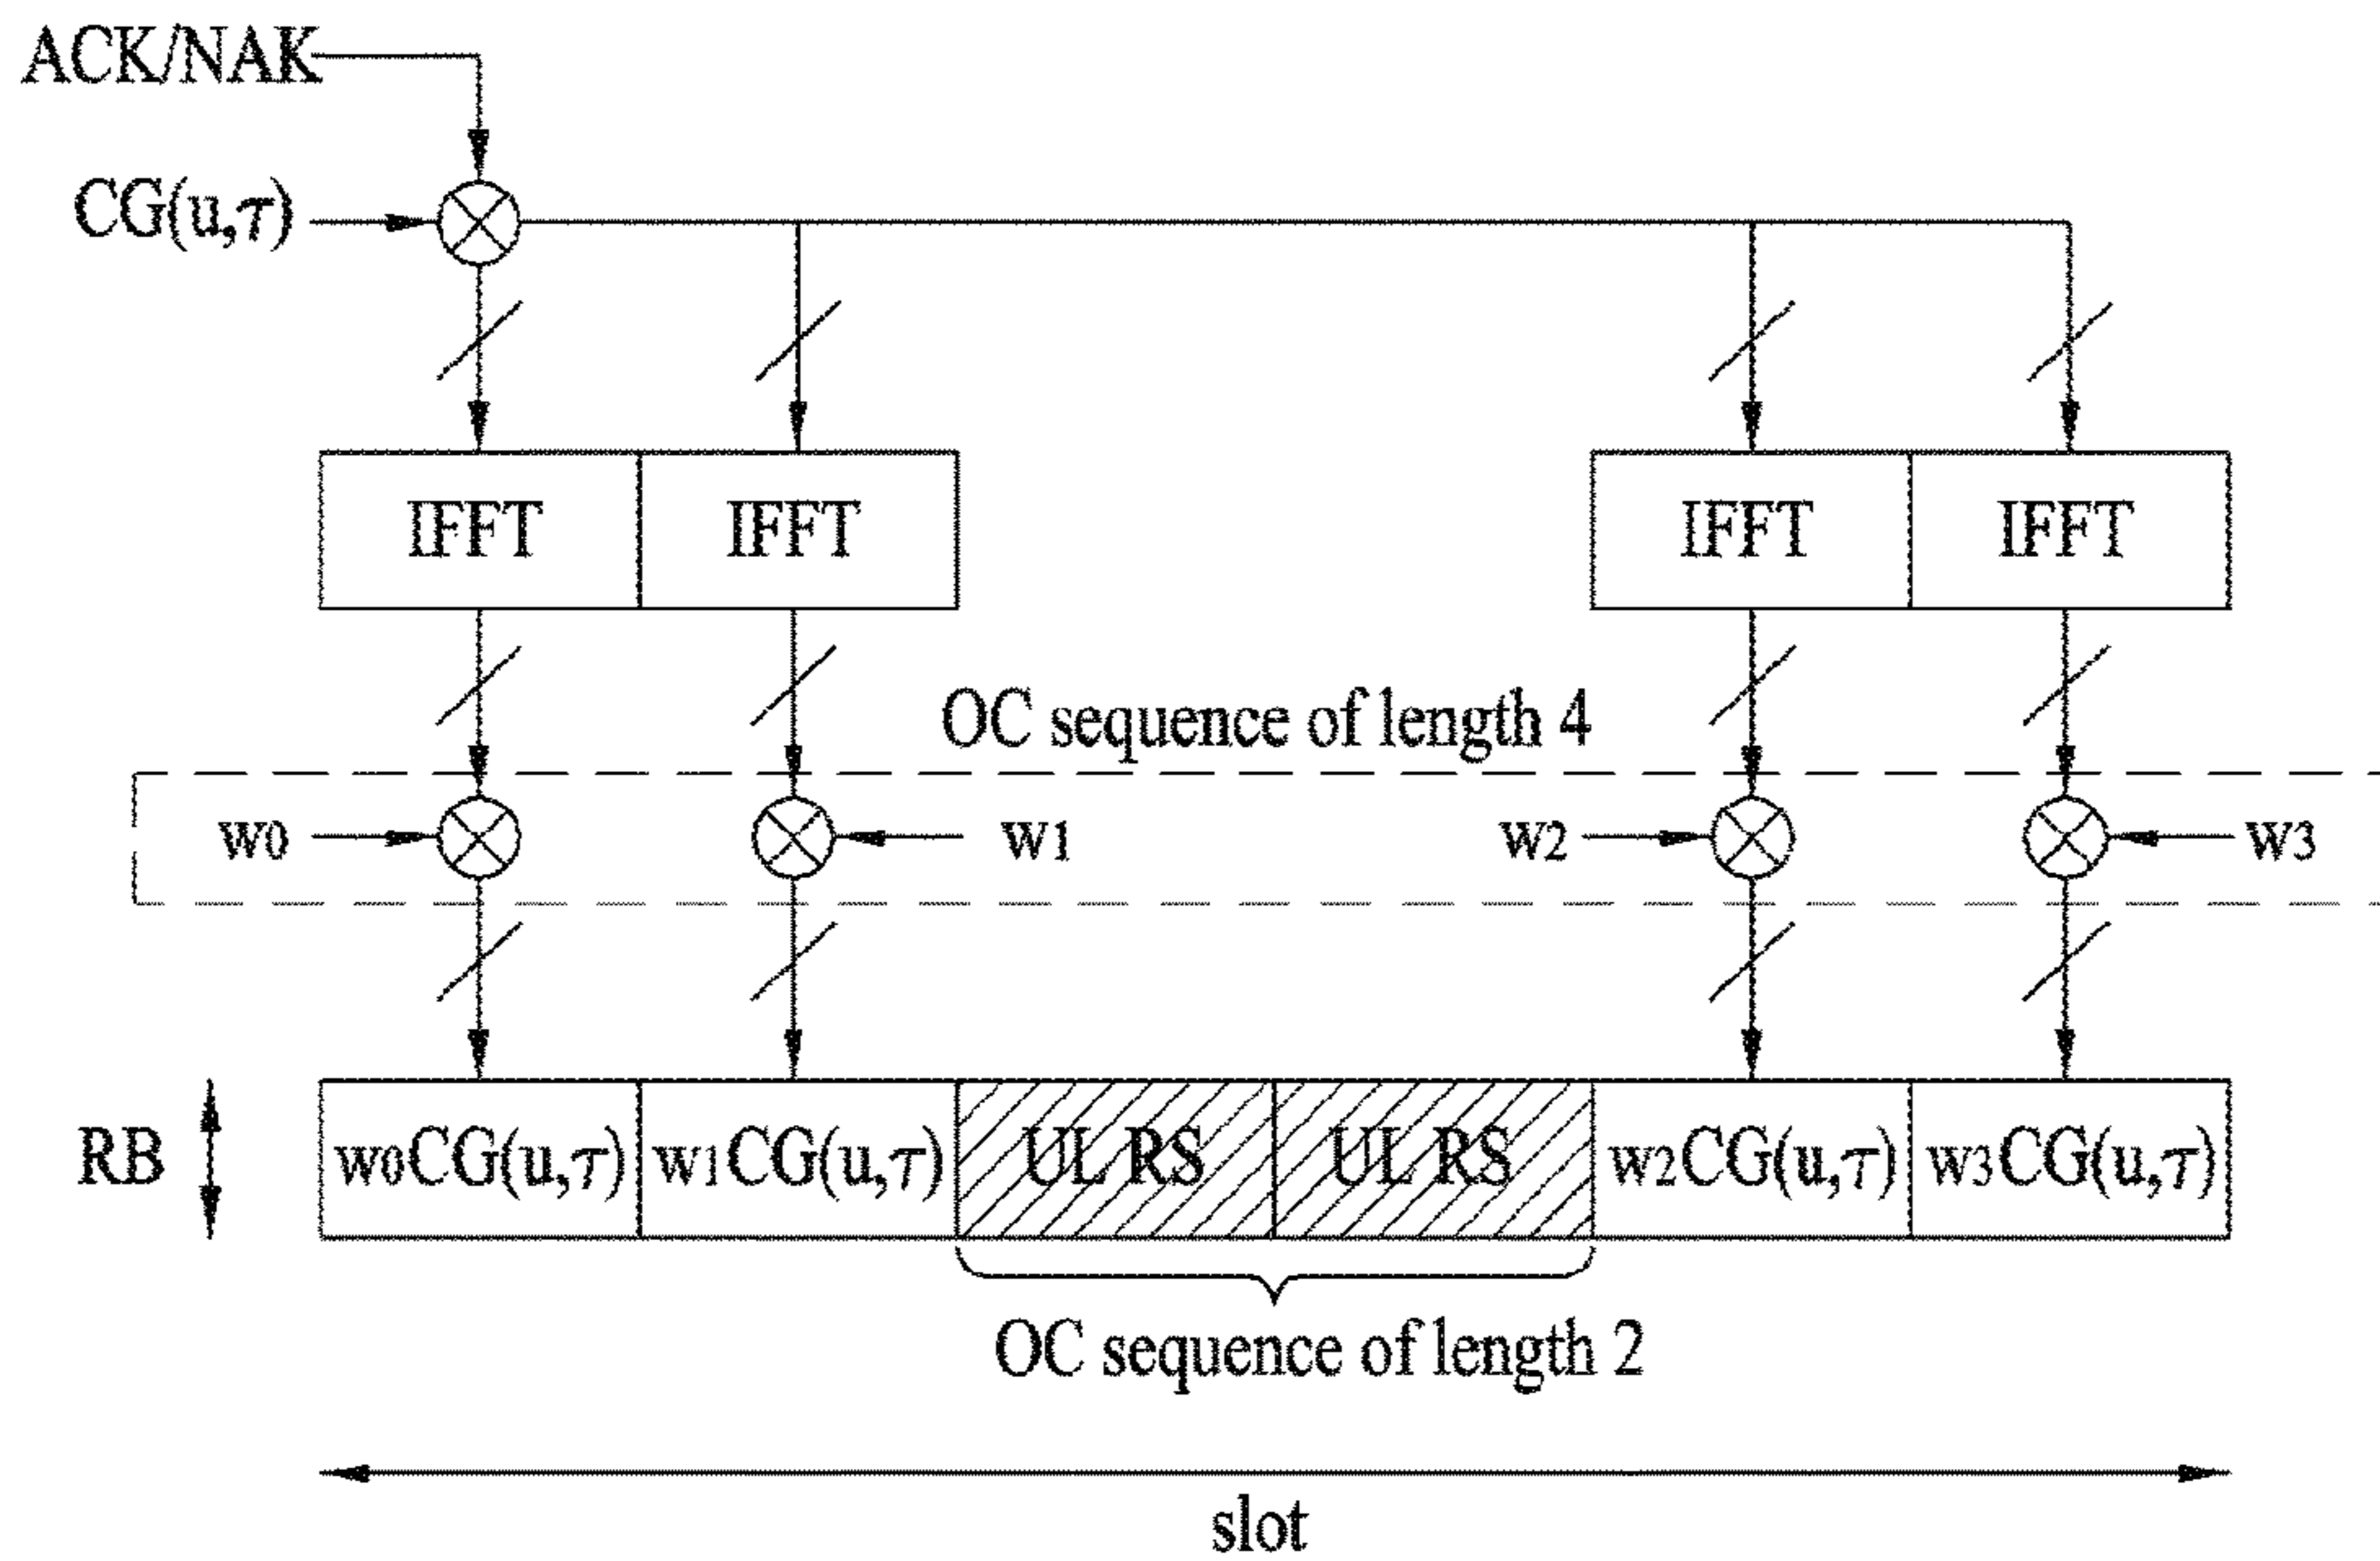 ACK/NAK
CG(u,τ)
IFFT IFFT IFFT IFFT
OC sequence of length 4
w0 w1 w2 w3
RB w0CG(u,τ) w1CG(u,τ) UL RS UL RS w2CG(u,τ) w3CG(u,τ)
OC sequence of length 2
slot